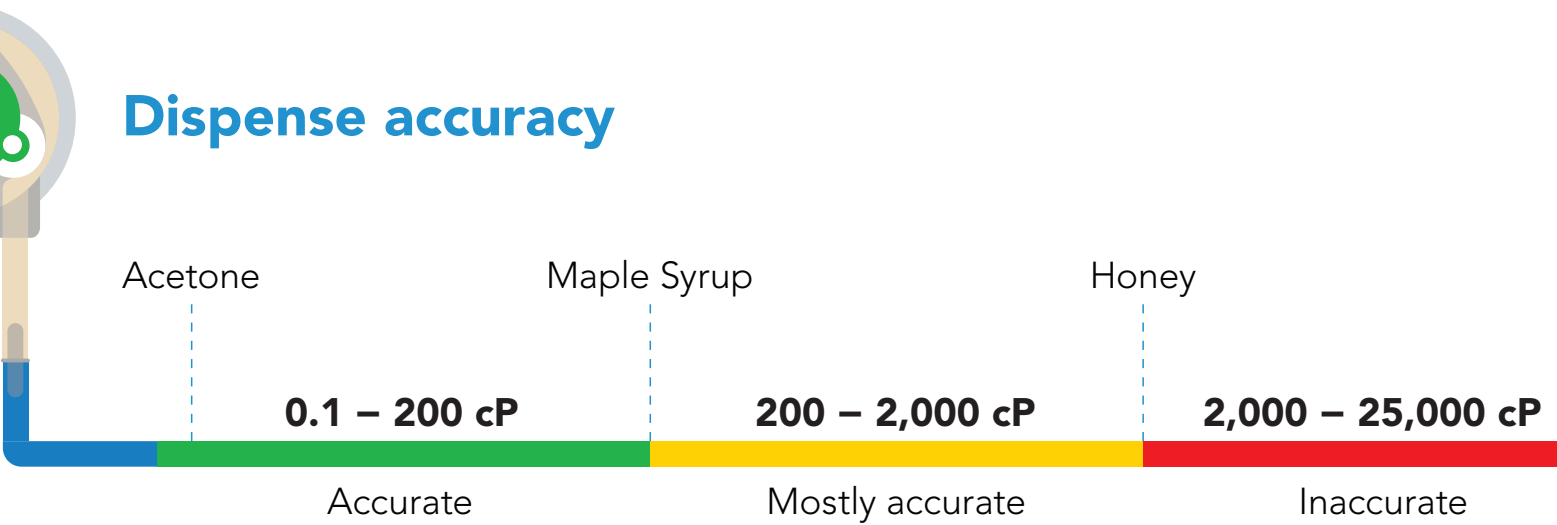 Dispense accuracy
Acetone Maple Syrup Honey
0.1 – 200 cP 200 – 2,000 cP 2,000 – 25,000 cP
Accurate Mostly accurate Inaccurate